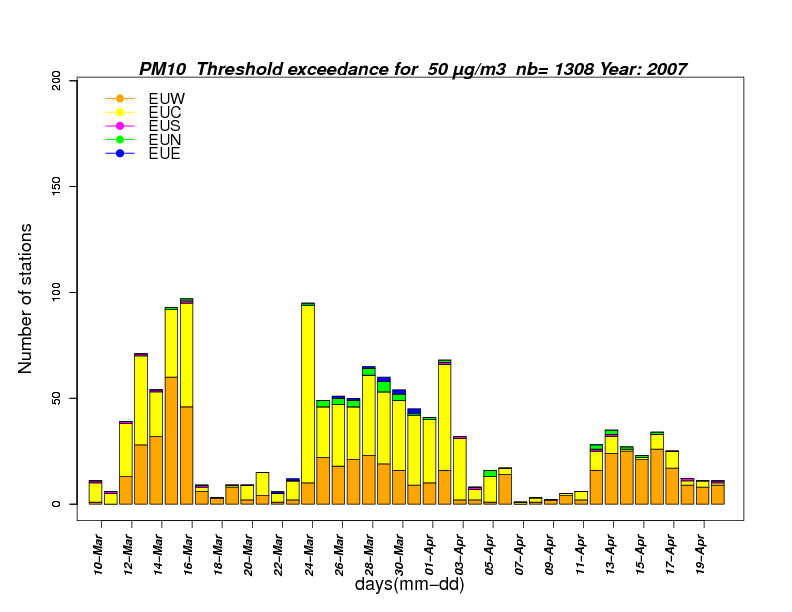 PM10 Threshold exceedance for 50 µg/m3 nb= 1308 Year: 2007
EUW
EUC
EUS
EUN
EUE
Number of stations
200
150
100
50
0
10−Mar
12−Mar
14−Mar
16−Mar
18−Mar
20−Mar
22−Mar
24−Mar
26−Mar
28−Mar
30−Mar
01−Apr
03−Apr
05−Apr
07−Apr
09−Apr
11−Apr
13−Apr
15−Apr
17−Apr
19−Apr
days(mm−dd)